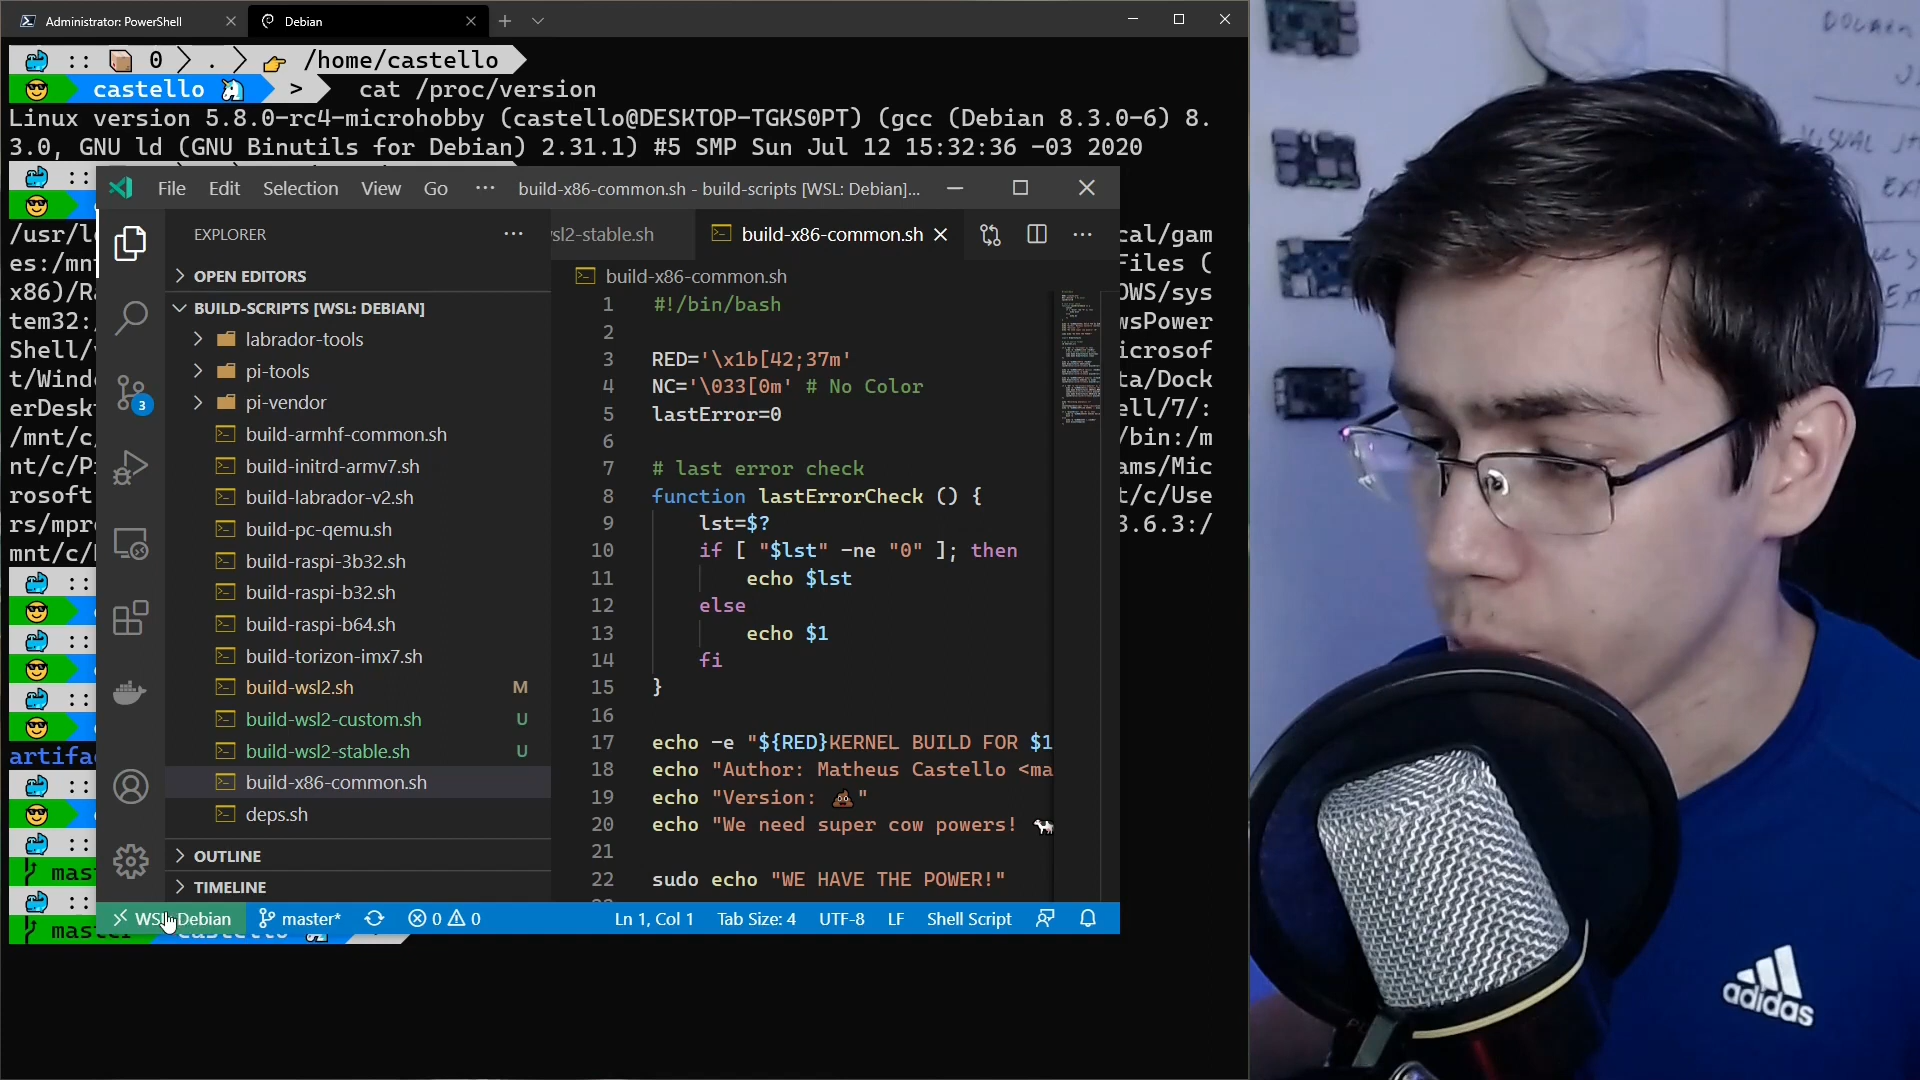 Administrator: PowerShell
Debian
:: 0 . /home/castello
castello > cat /proc/version
Linux version 5.8.0-rc4-microhobby (castello@DESKTOP-TGKS0PT) (gcc (Debian 8.3.0-6) 8.
3.0, GNU ld (GNU Binutils for Debian) 2.31.1) #5 SMP Sun Jul 12 15:32:36 -03 2020
::
File Edit Selection View Go ··· build-x86-common.sh - build-scripts [WSL: Debian]...
EXPLORER ···
OPEN EDITORS
BUILD-SCRIPTS [WSL: DEBIAN]
labrador-tools
pi-tools
pi-vendor
build-armhf-common.sh
build-initrd-armv7.sh
build-labrador-v2.sh
build-pc-qemu.sh
build-raspi-3b32.sh
build-raspi-b32.sh
build-raspi-b64.sh
build-torizon-imx7.sh
build-wsl2.sh M
build-wsl2-custom.sh U
build-wsl2-stable.sh U
build-x86-common.sh
deps.sh
OUTLINE
TIMELINE
3
sl2-stable.sh
build-x86-common.sh
build-x86-common.sh
1 #!/bin/bash
2
3 RED='\x1b[42;37m'
4 NC='\033[0m' # No Color
5 lastError=0
6
7 # last error check
8 function lastErrorCheck () {
9 lst=$?
10 if [ "$lst" -ne "0" ]; then
11 echo $lst
12 else
13 echo $1
14 fi
15 }
16
17 echo -e "${RED}KERNEL BUILD FOR $1
18 echo "Author: Matheus Castello <ma
19 echo "Version: 💩 "
20 echo "We need super cow powers! 🐄
21
22 sudo echo "WE HAVE THE POWER!"
Debian master* 0 0 Ln 1, Col 1 Tab Size: 4 UTF-8 LF Shell Script
/usr/l
es:/mn
x86)/R
tem32:
Shell/
t/Wind
erDesk
/mnt/c
nt/c/P
rosoft
rs/mpr
mnt/c/
artifa
mast
cal/gam
Files (
OWS/sys
wsPower
icrosof
ta/Dock
ell/7/:
/bin:/m
ams/Mic
t/c/Use
3.6.3:/
adidas